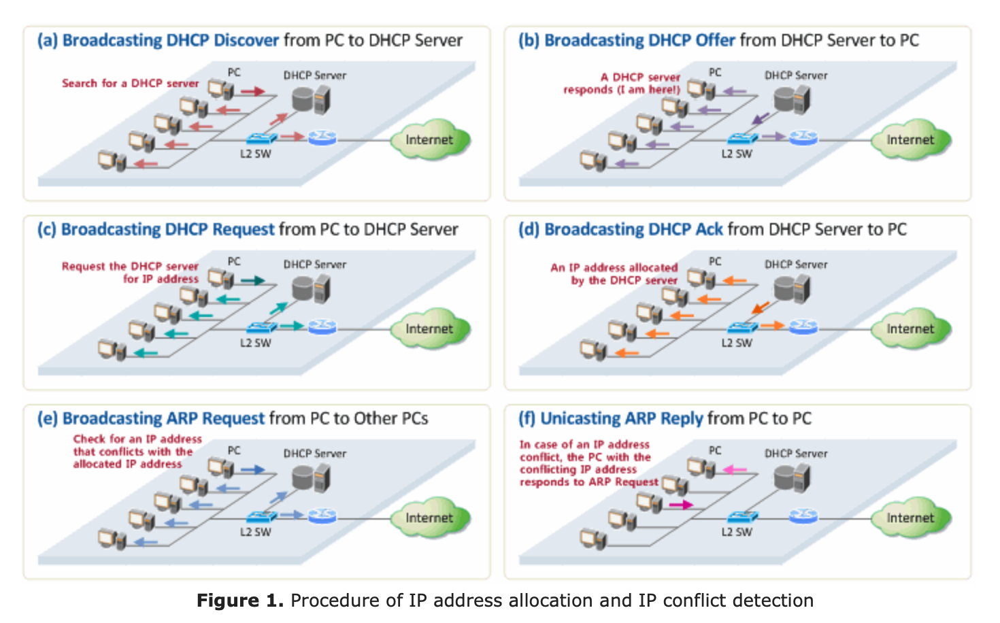 (a) Broadcasting DHCP Discover from PC to DHCP Server
Search for a DHCP server
PC
DHCP Server
L2 SW
Internet
(b) Broadcasting DHCP Offer from DHCP Server to PC
A DHCP server
responds (I am here!)
PC
DHCP Server
L2 SW
Internet
(c) Broadcasting DHCP Request from PC to DHCP Server
Request the DHCP server
for IP address
PC
DHCP Server
L2 SW
Internet
(d) Broadcasting DHCP Ack from DHCP Server to PC
An IP address allocated
by the DHCP server
PC
DHCP Server
L2 SW
Internet
(e) Broadcasting ARP Request from PC to Other PCs
Check for an IP address
that conflicts with the
allocated IP address
PC
DHCP Server
L2 SW
Internet
(f) Unicasting ARP Reply from PC to PC
In case of an IP address
conflict, the PC with the
conflicting IP address
responds to ARP Request
PC
DHCP Server
L2 SW
Internet
Figure 1. Procedure of IP address allocation and IP conflict detection